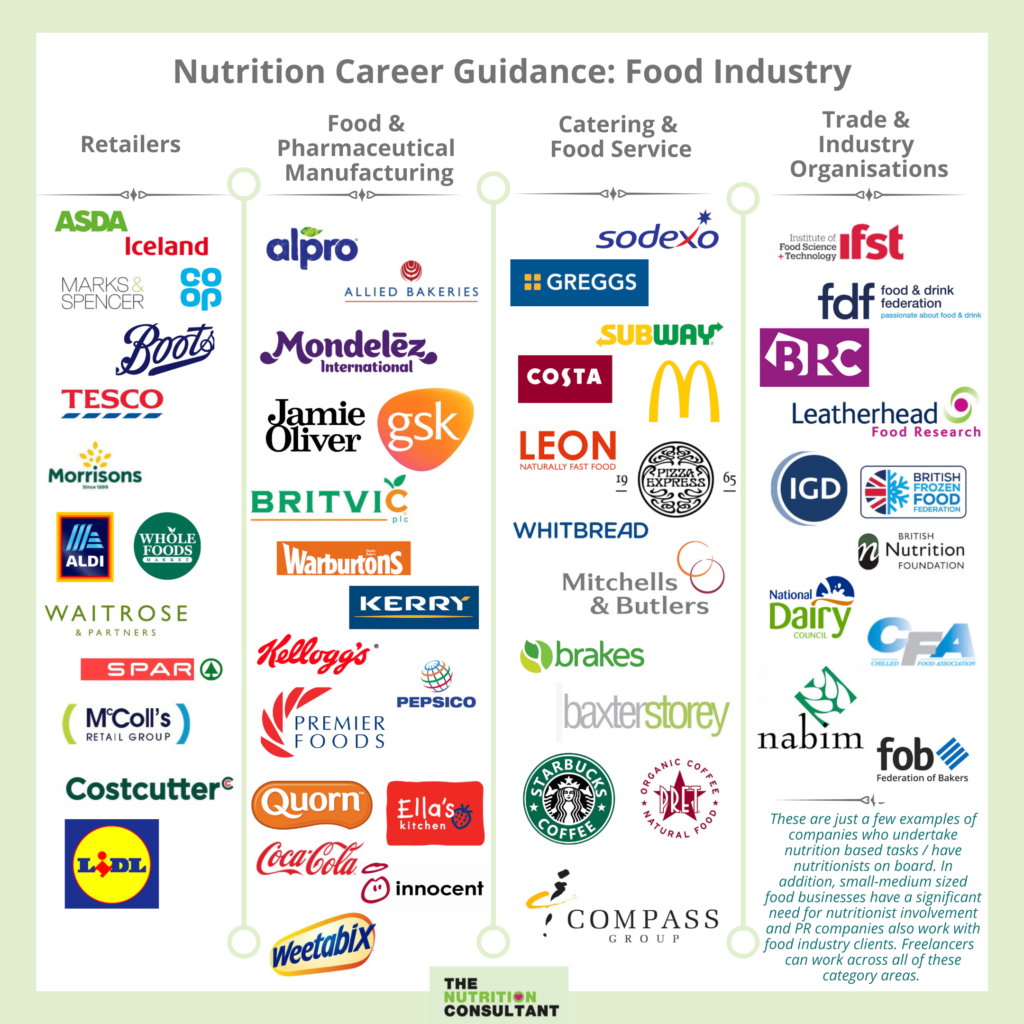 Nutrition Career Guidance: Food Industry
Retailers
ASDA
Iceland
MARKS &
SPENCER
CO
OP
Boots
TESCO
Morrisons
Since 1899
ALDI
WHOLE
FOODS
MARKET
WAITROSE
& PARTNERS
SPAR
McColl's
RETAIL GROUP
Costcutter
LIDL
Food &
Pharmaceutical
Manufacturing
alpro
ALLIED BAKERIES
Mondelēz
International
Jamie
Oliver
gsk
BRITVIC
plc
Warburtons
KERRY
Kellogg's
PEPSICO
PREMIER
FOODS
Quorn
Ella's
kitchen
Coca-Cola
innocent
Weetabix
Catering &
Food Service
sodexo
GREGGS
SUBWAY
COSTA
M
LEON
NATURALLY FAST FOOD
19
PIZZA
EXPRESS
65
WHITBREAD
Mitchells
& Butlers
brakes
baxterstorey
STARBUCKS
COFFEE
ORGANIC COFFEE
PRET
NATURAL FOOD
COMPASS
GROUP
Trade &
Industry
Organisations
Institute of
Food Science
+Technology
ifst
fdf
food & drink
federation
passionate about food & drink
BRC
Leatherhead
Food Research
IGD
BRITISH
FROZEN
FOOD
FEDERATION
BRITISH
n Nutrition
FOUNDATION
National
Dairy
COUNCIL
CFA
CHILLED FOOD ASSOCIATION
nabim
fob
Federation of Bakers
These are just a few examples of
companies who undertake
nutrition based tasks / have
nutritionists on board. In
addition, small-medium sized
food businesses have a significant
need for nutritionist involvement
and PR companies also work with
food industry clients. Freelancers
can work across all of these
category areas.
THE
NUTRITION
CONSULTANT